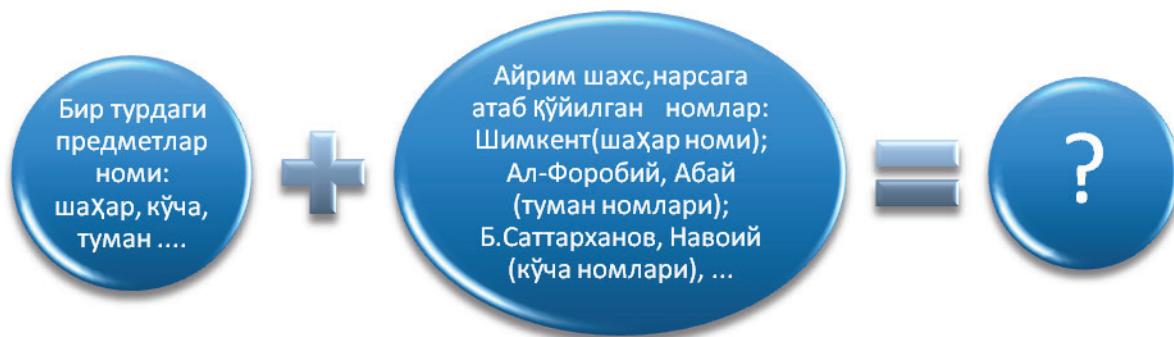 Бир турдаги
предметлар
номи:
шаҲар, кўча,
туман ....
+
Айрим шахс,нарсага
атаб Қўйилган номлар:
Шимкент(шаҲар номи);
Ал-Форобий, Абай
(туман номлари);
Б.Саттарханов, Навоий
(кўча номлари), ...
=
?